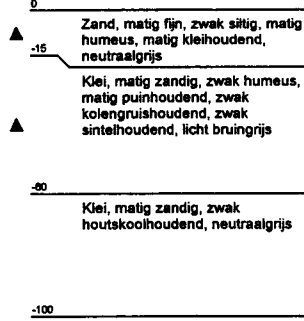 0
Zand, matig fijn, zwak siltig, matig
humeus, matig kleihoudend,
neutraalgrijs
-15
Klei, matig zandig, zwak humeus,
matig puinhoudend, zwak
kolengruishoudend, zwak
sintelhoudend, licht bruingrijs
-60
Klei, matig zandig, zwak
houtskoolhoudend, neutraalgrijs
-100